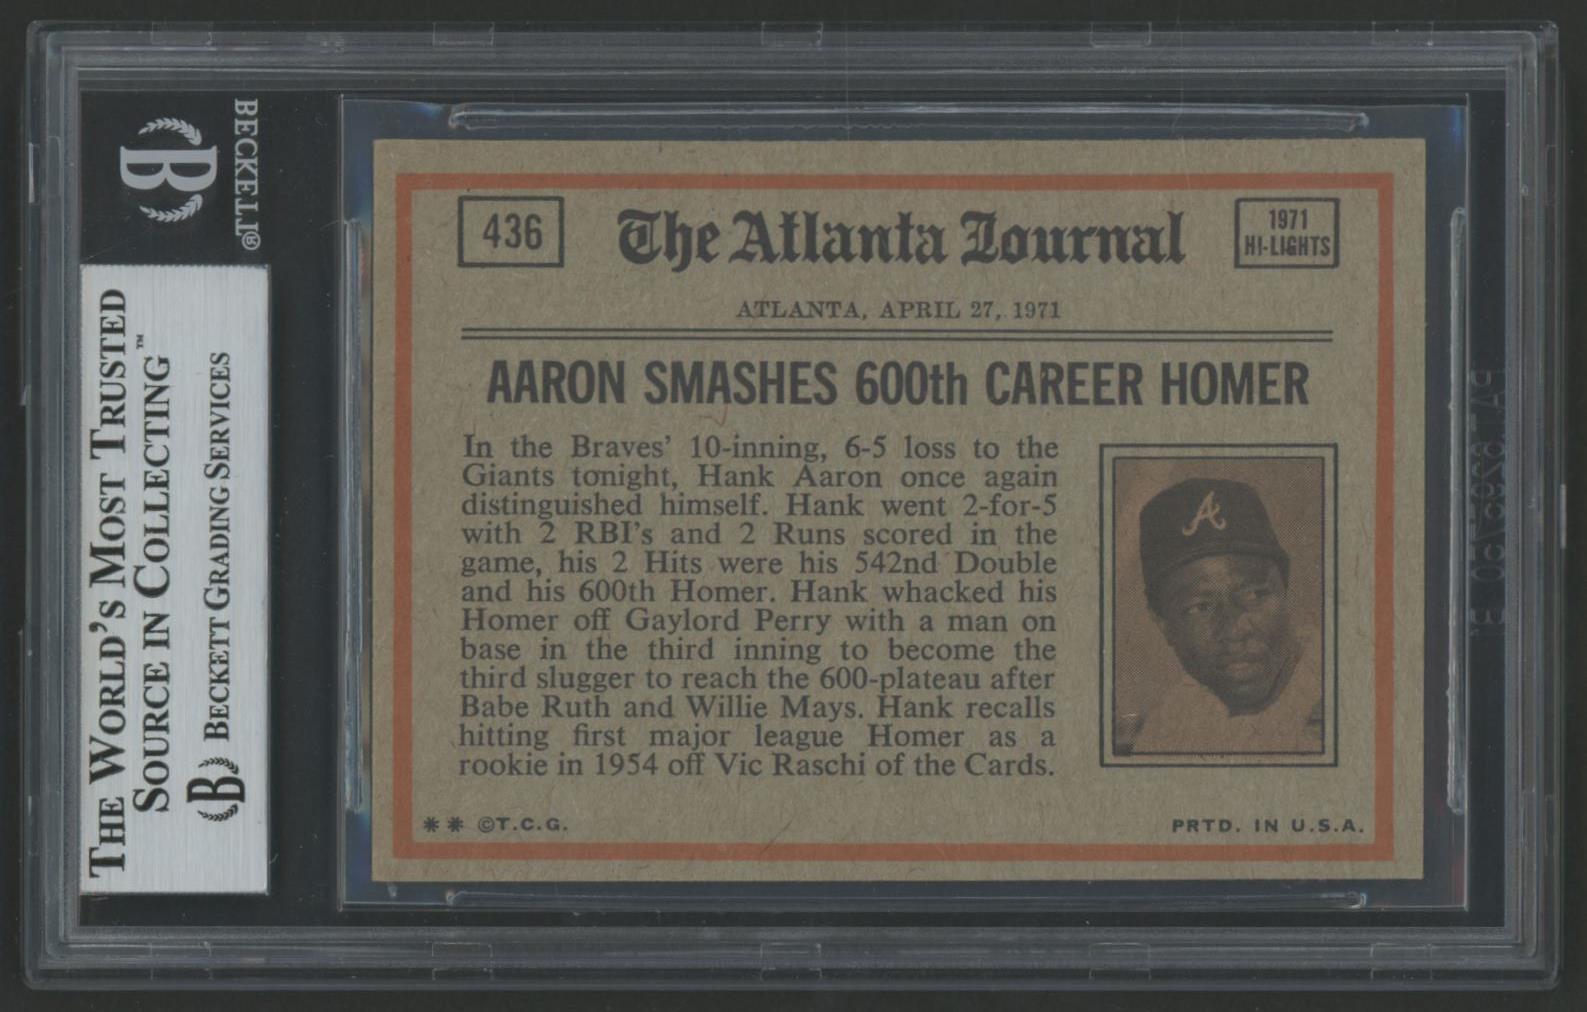 BECKETT®
B
THE WORLD'S MOST TRUSTED
SOURCE IN COLLECTING™
B BECKETT GRADING SERVICES
436
The Atlanta Journal
1971
HI-LIGHTS
ATLANTA, APRIL 27, 1971
AARON SMASHES 600th CAREER HOMER
In the Braves' 10-inning, 6-5 loss to the
Giants tonight, Hank Aaron once again
distinguished himself. Hank went 2-for-5
with 2 RBI's and 2 Runs scored in the
game, his 2 Hits were his 542nd Double
and his 600th Homer. Hank whacked his
Homer off Gaylord Perry with a man on
base in the third inning to become the
third slugger to reach the 600-plateau after
Babe Ruth and Willie Mays. Hank recalls
hitting first major league Homer as a
rookie in 1954 off Vic Raschi of the Cards.
A
** ©T.C.G.
PRTD. IN U.S.A.